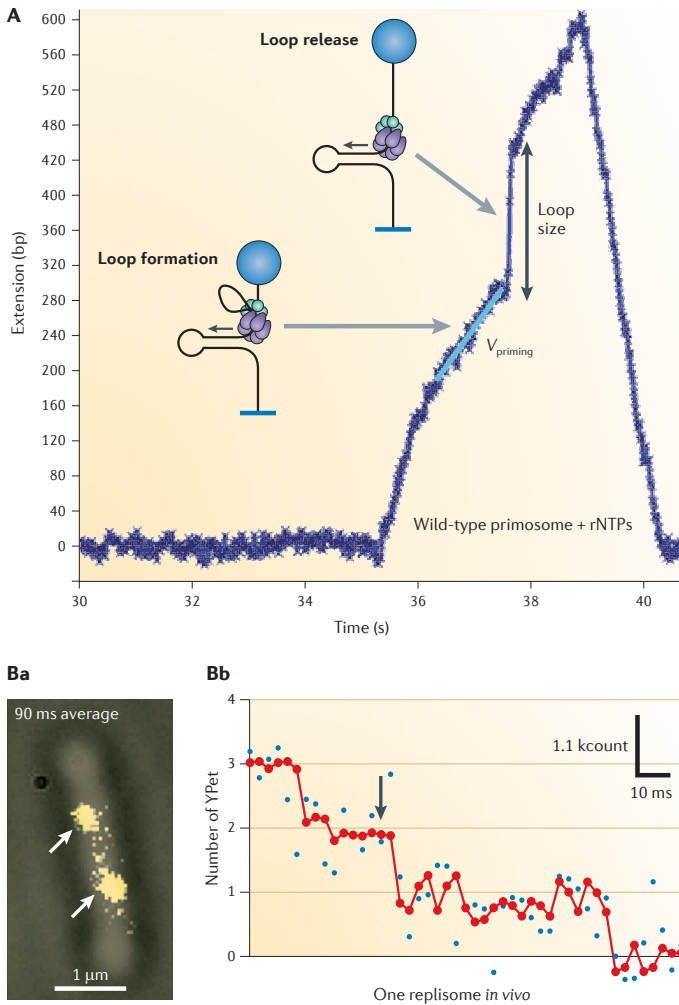 A
600
560
520
480
440
400
360
320
280
240
200
160
120
80
40
0
Extension (bp)
Loop release
Loop formation
Loop
size
Vpriming
Wild-type primosome + rNTPs
30
32
34
36
38
40
Time (s)
Ba
90 ms average
1 µm
Bb
4
3
2
1
0
Number of YPet
1.1 kcount
10 ms
One replisome in vivo